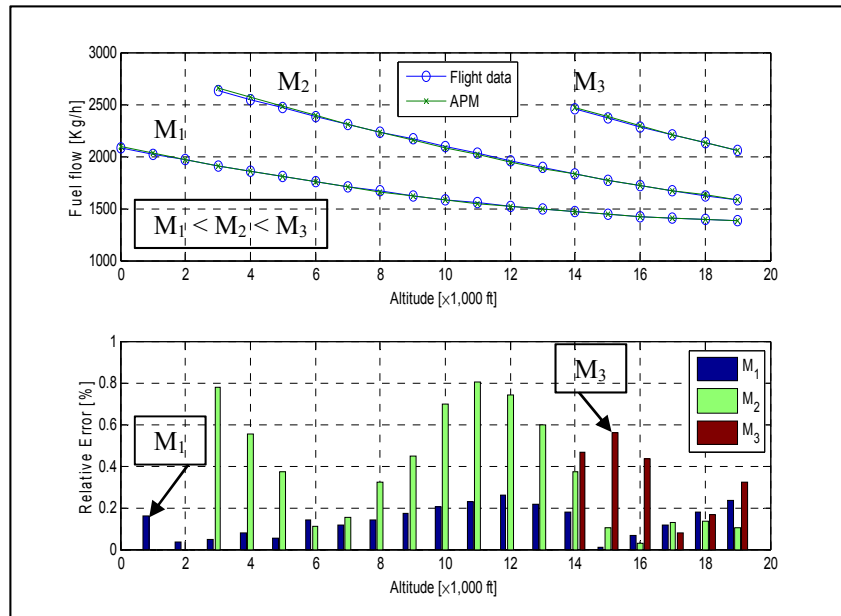 3000
2500
2000
1500
1000
Fuel flow [Kg/h]
M1
M2
M3
Flight data
APM
M1 < M2 < M3
0 2 4 6 8 10 12 14 16 18 20
Altitude [×1,000 ft]
1
0.8
0.6
0.4
0.2
0
Relative Error [%]
M1
M3
M1
M2
M3
0 2 4 6 8 10 12 14 16 18 20
Altitude [×1,000 ft]